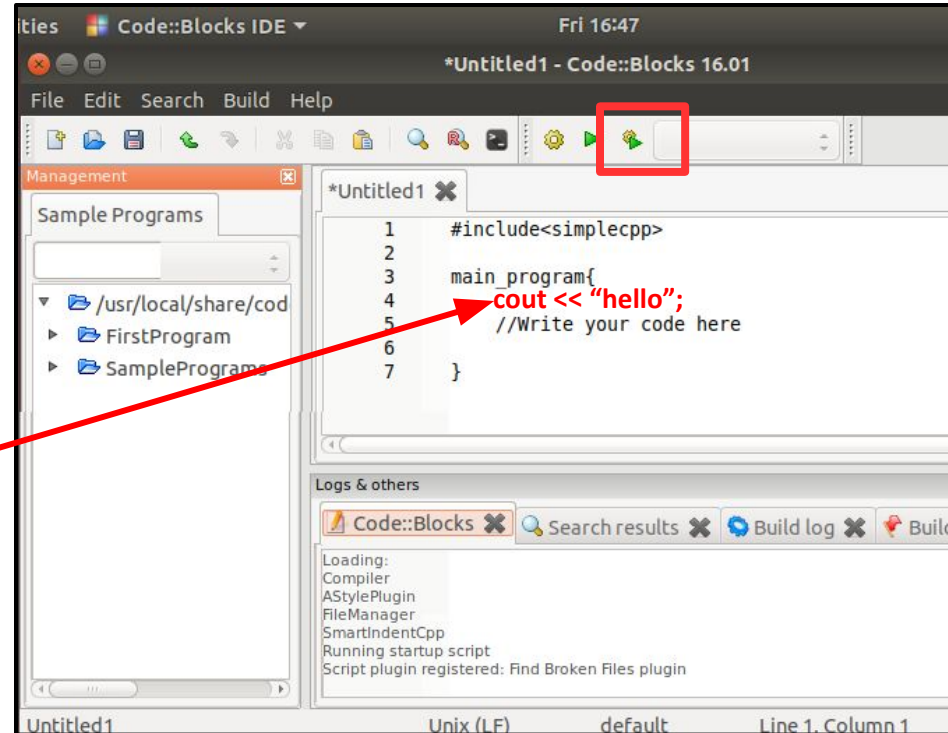 ities Code::Blocks IDE Fri 16:47
*Untitled1 - Code::Blocks 16.01
File Edit Search Build Help
Management
Sample Programs
/usr/local/share/cod
FirstProgram
SamplePrograms
*Untitled1
1 #include<simplecpp>
2
3 main_program{
4 cout << “hello”;
5 //Write your code here
6
7 }
Logs & others
Code::Blocks Search results Build log Buil
Loading:
Compiler
AStylePlugin
FileManager
SmartIndentCpp
Running startup script
Script plugin registered: Find Broken Files plugin
Untitled1 Unix (LF) default Line 1, Column 1